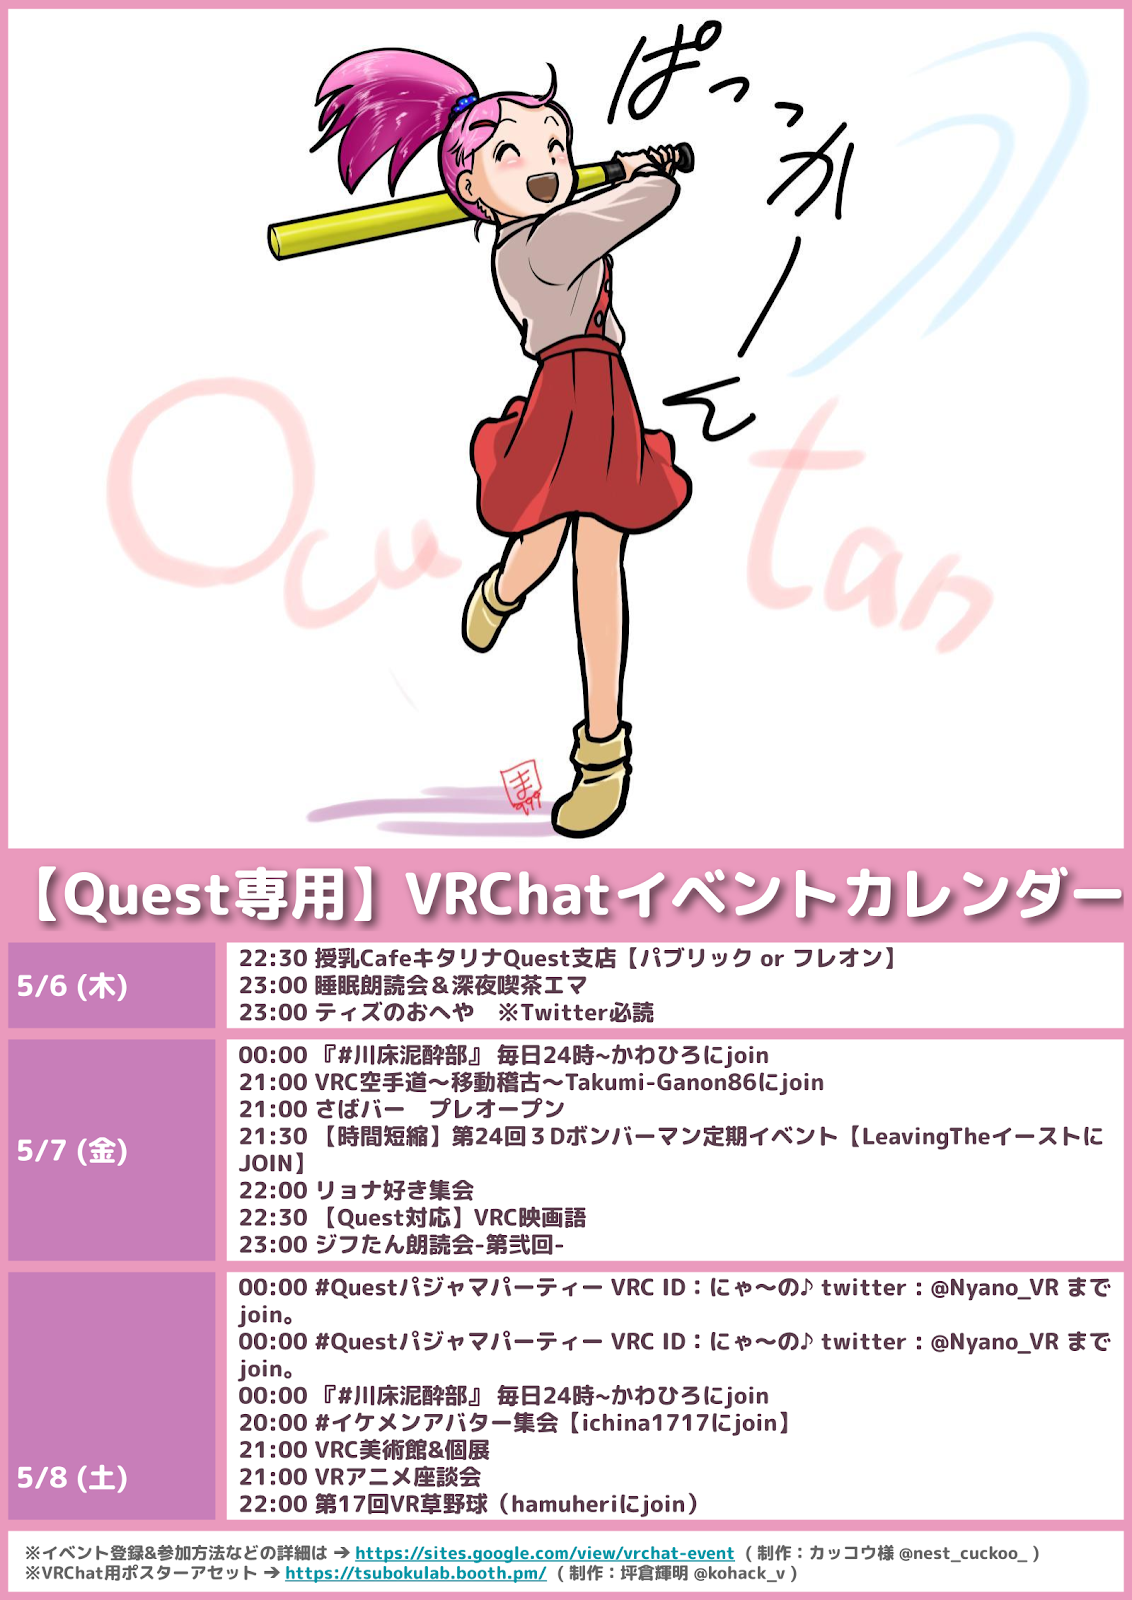 ぱっっかーん
Ocu tan
ま
999
【Quest専用】VRChatイベントカレンダー
5/6 (木)
22:30 授乳CafeキタリナQuest支店【パブリック or フレオン】
23:00 睡眠朗読会＆深夜喫茶エマ
23:00 ティズのおへや　※Twitter必読
5/7 (金)
00:00 『#川床泥酔部』 毎日24時~かわひろにjoin
21:00 VRC空手道～移動稽古～Takumi-Ganon86にjoin
21:00 さばバー　プレオープン
21:30 【時間短縮】第24回３Dボンバーマン定期イベント【LeavingTheイーストに
JOIN】
22:00 リョナ好き集会
22:30 【Quest対応】VRC映画語
23:00 ジフたん朗読会-第弐回-
5/8 (土)
00:00 #Questパジャマパーティー VRC ID：にゃ～の♪ twitter : @Nyano_VR まで
join。
00:00 #Questパジャマパーティー VRC ID：にゃ～の♪ twitter : @Nyano_VR まで
join。
00:00 『#川床泥酔部』 毎日24時~かわひろにjoin
20:00 #イケメンアバター集会【ichina1717にjoin】
21:00 VRC美術館&個展
21:00 VRアニメ座談会
22:00 第17回VR草野球（hamuheriにjoin）
※イベント登録&参加方法などの詳細は ➔ https://sites.google.com/view/vrchat-event ( 制作：カッコウ様 @nest_cuckoo_ )
※VRChat用ポスターアセット ➔ https://tsubokulab.booth.pm/ ( 制作：坪倉輝明 @kohack_v )